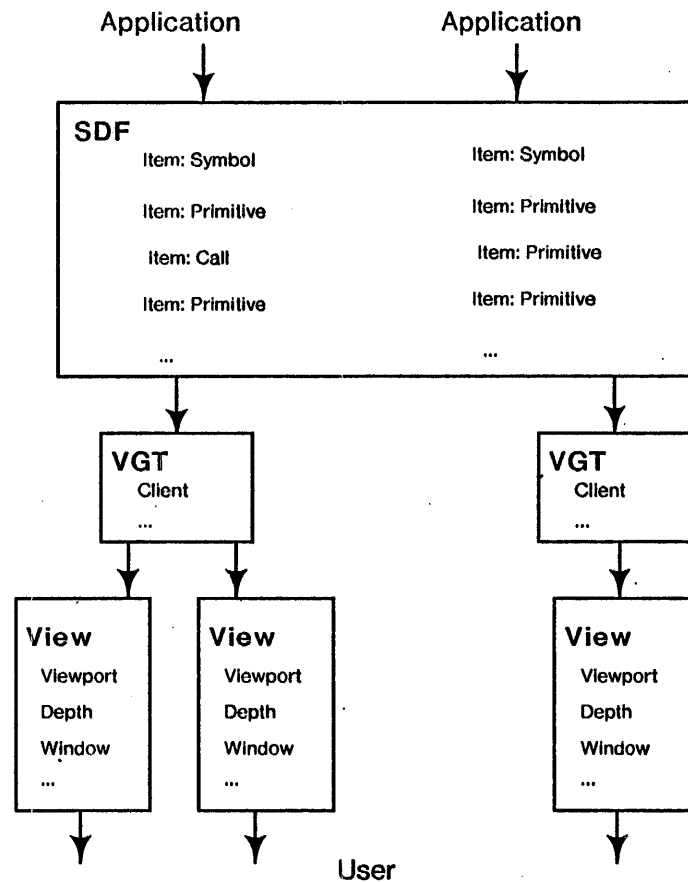 Application Application
SDF
Item: Symbol Item: Symbol
Item: Primitive Item: Primitive
Item: Call Item: Primitive
Item: Primitive Item: Primitive
... ...
VGT VGT
Client Client
... ...
View View View
Viewport Viewport Viewport
Depth Depth Depth
Window Window Window
... ... ...
User